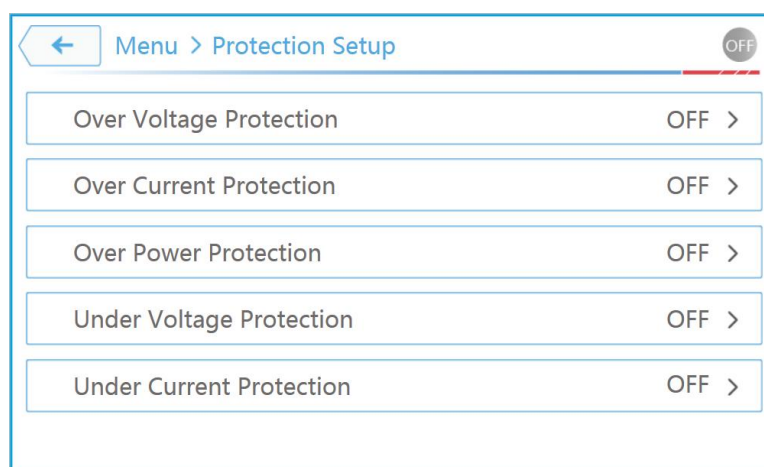 Menu > Protection Setup OFF
Over Voltage Protection OFF >
Over Current Protection OFF >
Over Power Protection OFF >
Under Voltage Protection OFF >
Under Current Protection OFF >